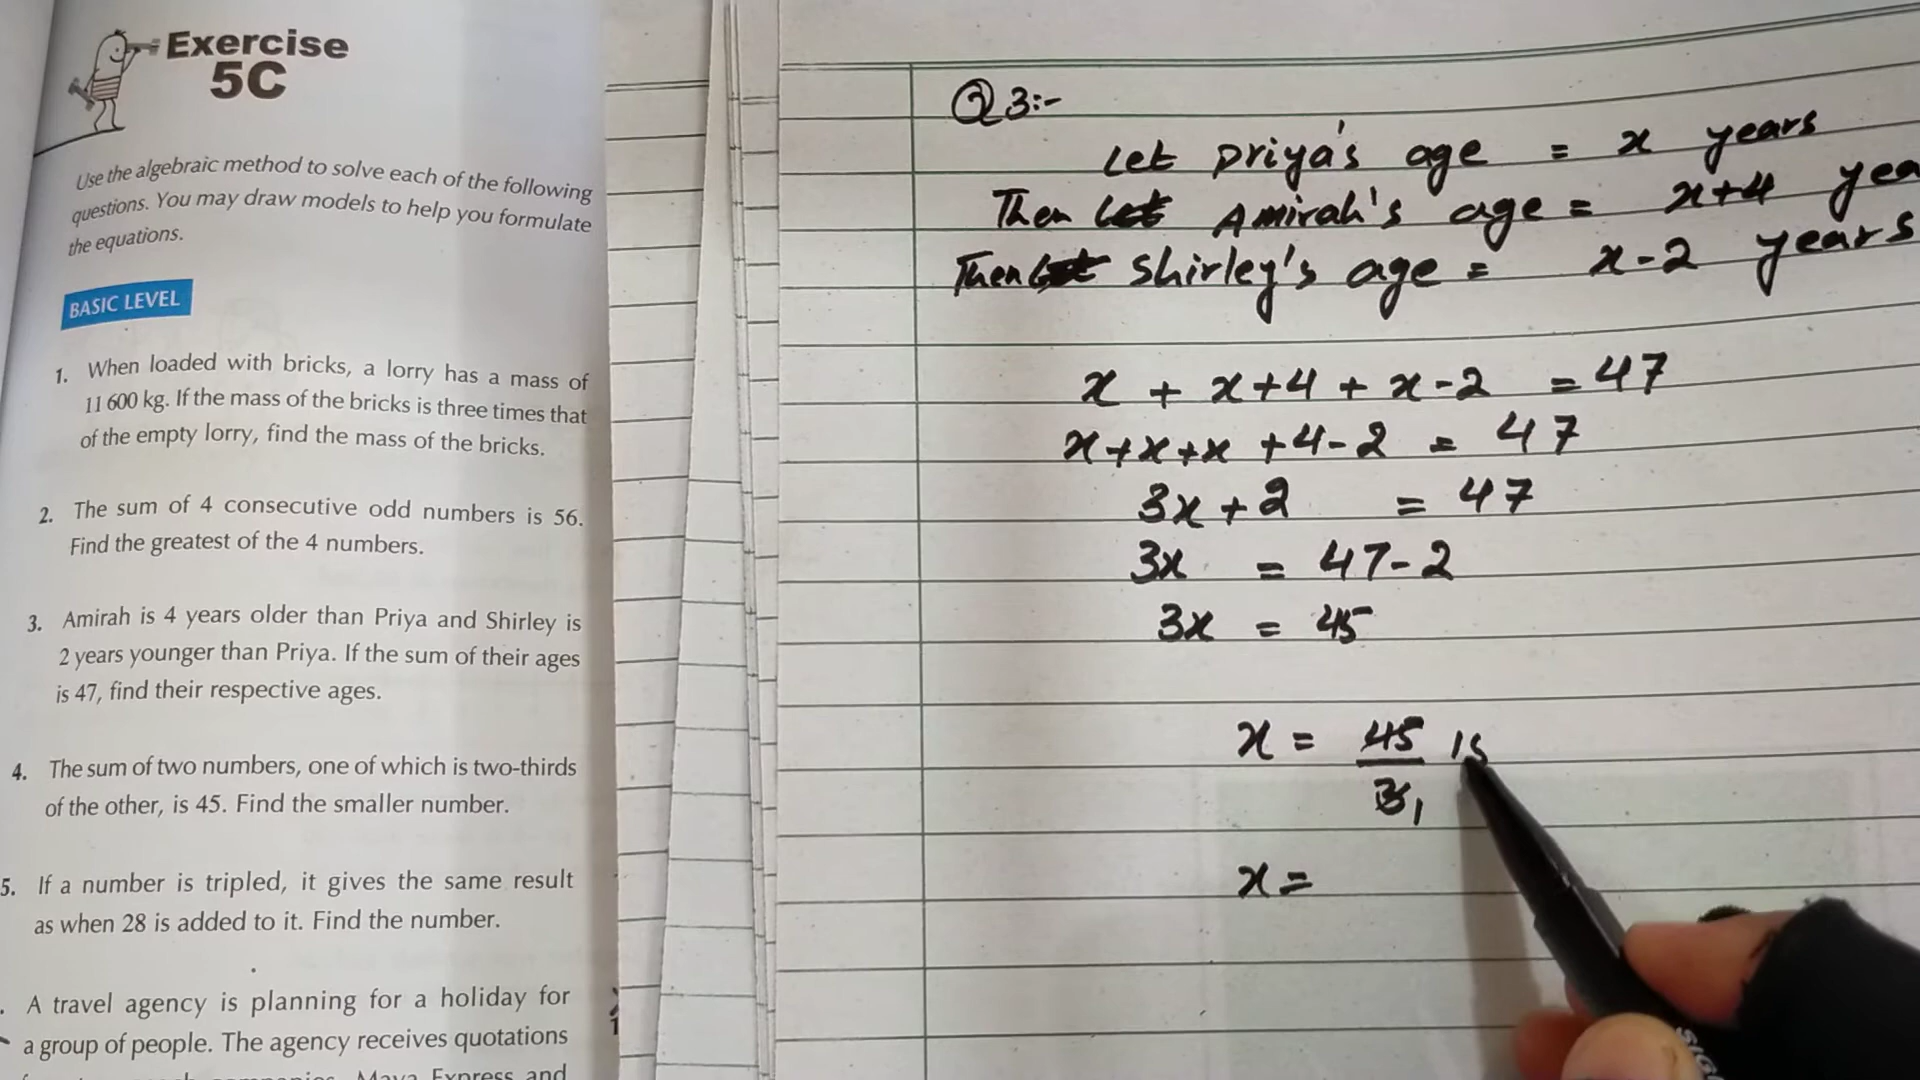 Exercise
5C
Use the algebraic method to solve each of the following
questions. You may draw models to help you formulate
the equations.
BASIC LEVEL
1. When loaded with bricks, a lorry has a mass of
11 600 kg. If the mass of the bricks is three times that
of the empty lorry, find the mass of the bricks.
2. The sum of 4 consecutive odd numbers is 56.
Find the greatest of the 4 numbers.
3. Amirah is 4 years older than Priya and Shirley is
2 years younger than Priya. If the sum of their ages
is 47, find their respective ages.
4. The sum of two numbers, one of which is two-thirds
of the other, is 45. Find the smaller number.
5. If a number is tripled, it gives the same result
as when 28 is added to it. Find the number.
. A travel agency is planning for a holiday for
a group of people. The agency receives quotations
Maya Express and
Q3:-
Let priya's age = x years
Then Let Amirah's age = x+4 yea
Then Let Shirley's age = x-2 years
x + x+4 + x-2 = 47
x+x+x +4-2 = 47
3x+2 = 47
3x = 47-2
3x = 45
x = 45 15
3 1
x =